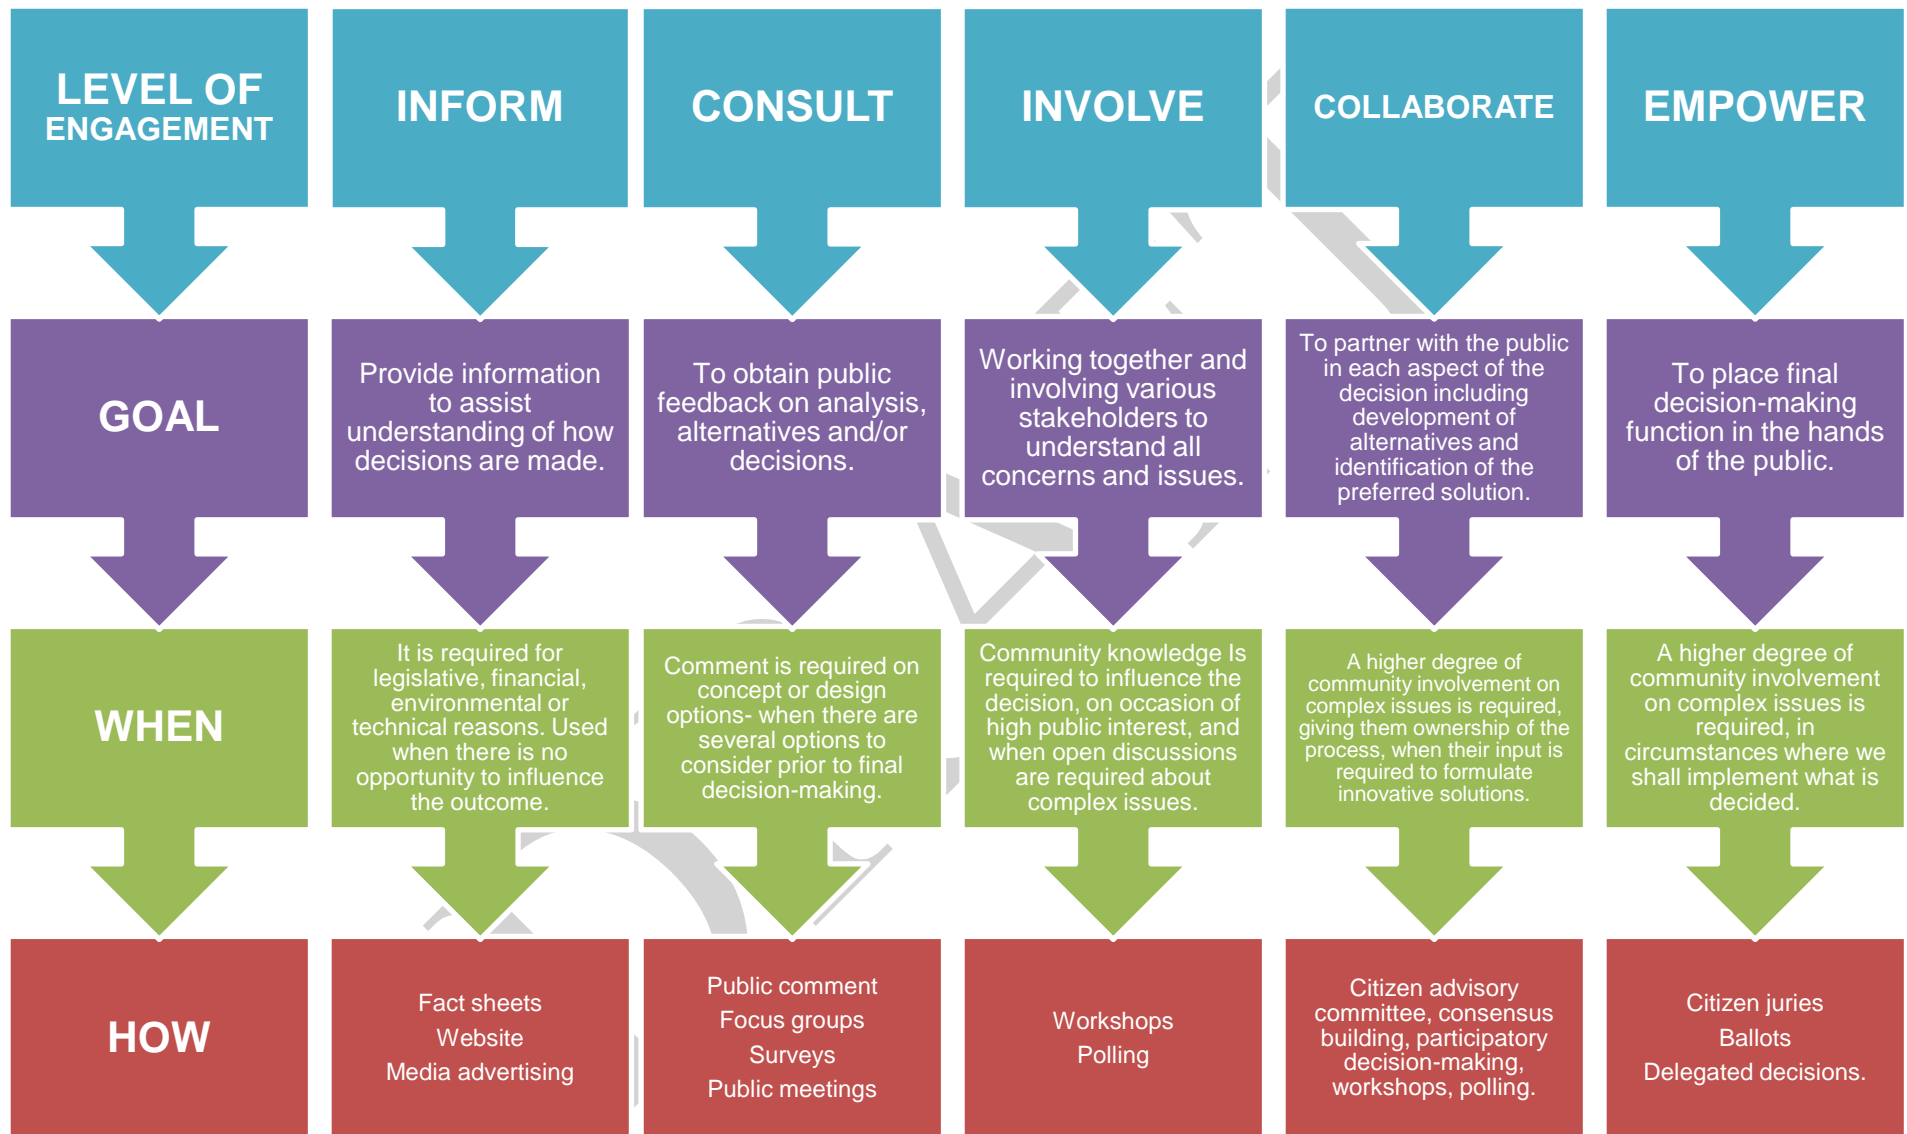 LEVEL OF
ENGAGEMENT
INFORM
CONSULT
INVOLVE
COLLABORATE
EMPOWER
GOAL
Provide information
to assist
understanding of how
decisions are made.
To obtain public
feedback on analysis,
alternatives and/or
decisions.
Working together and
involving various
stakeholders to
understand all
concerns and issues.
To partner with the public
in each aspect of the
decision including
development of
alternatives and
identification of the
preferred solution.
To place final
decision-making
function in the hands
of the public.
WHEN
It is required for
legislative, financial,
environmental or
technical reasons. Used
when there is no
opportunity to influence
the outcome.
Comment is required on
concept or design
options- when there are
several options to
consider prior to final
decision-making.
Community knowledge Is
required to influence the
decision, on occasion of
high public interest, and
when open discussions
are required about
complex issues.
A higher degree of
community involvement on
complex issues is required,
giving them ownership of the
process, when their input is
required to formulate
innovative solutions.
A higher degree of
community involvement
on complex issues is
required, in
circumstances where we
shall implement what is
decided.
HOW
Fact sheets
Website
Media advertising
Public comment
Focus groups
Surveys
Public meetings
Workshops
Polling
Citizen advisory
committee, consensus
building, participatory
decision-making,
workshops, polling.
Citizen juries
Ballots
Delegated decisions.